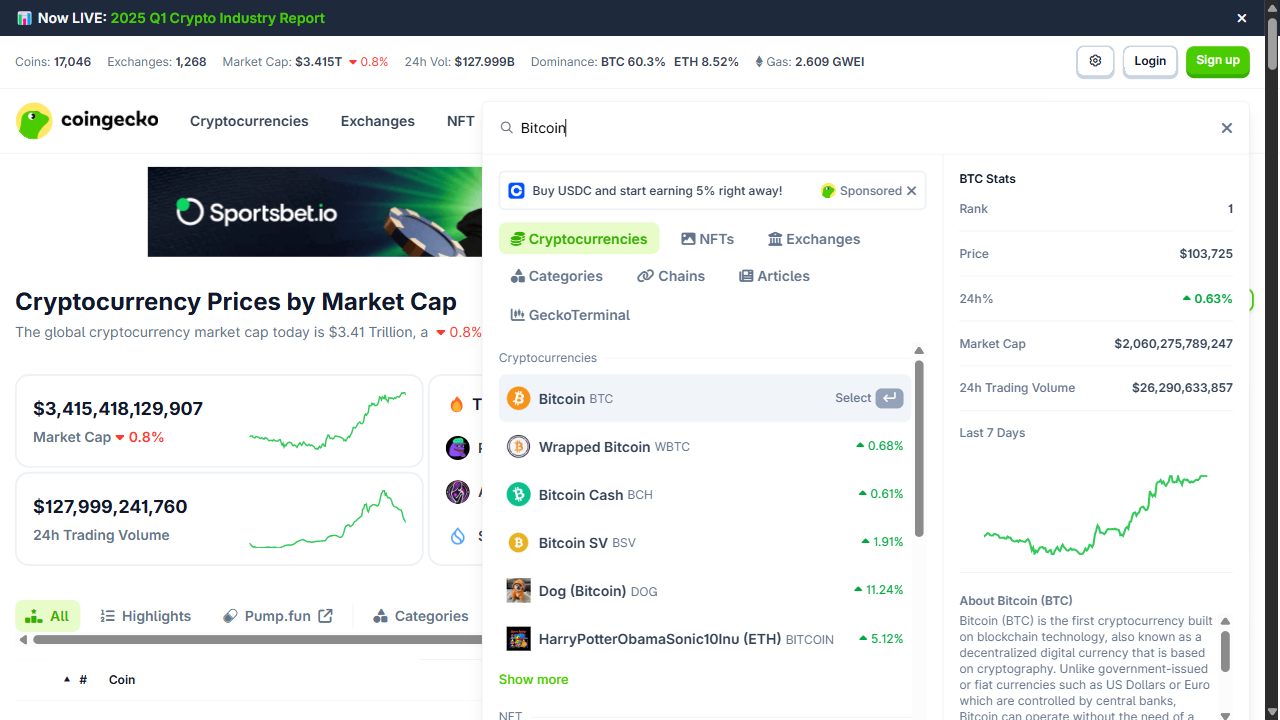 Now LIVE: 2025 Q1 Crypto Industry Report
Coins: 17,046 Exchanges: 1,268 Market Cap: $3.415T 0.8% 24h Vol: $127.999B Dominance: BTC 60.3% ETH 8.52% Gas: 2.609 GWEI
Login
Sign up
coingecko
Cryptocurrencies Exchanges NFT
Bitcoin
Sportsbet.io
Buy USDC and start earning 5% right away! Sponsored
Cryptocurrencies NFTs Exchanges
Categories Chains Articles
GeckoTerminal
Cryptocurrencies
Bitcoin BTC Select
Wrapped Bitcoin WBTC 0.68%
Bitcoin Cash BCH 0.61%
Bitcoin SV BSV 1.91%
Dog (Bitcoin) DOG 11.24%
HarryPotterObamaSonic10Inu (ETH) BITCOIN 5.12%
Show more
NFT
BTC Stats
Rank 1
Price $103,725
24h% 0.63%
Market Cap $2,060,275,789,247
24h Trading Volume $26,290,633,857
Last 7 Days
About Bitcoin (BTC)
Bitcoin (BTC) is the first cryptocurrency built
on blockchain technology, also known as a
decentralized digital currency that is based
on cryptography. Unlike government-issued
or fiat currencies such as US Dollars or Euro
which are controlled by central banks,
Bitcoin can operate without the need of a
Cryptocurrency Prices by Market Cap
The global cryptocurrency market cap today is $3.41 Trillion, a 0.8%
$3,415,418,129,907
Market Cap 0.8%
$127,999,241,760
24h Trading Volume
All Highlights Pump.fun Categories
# Coin